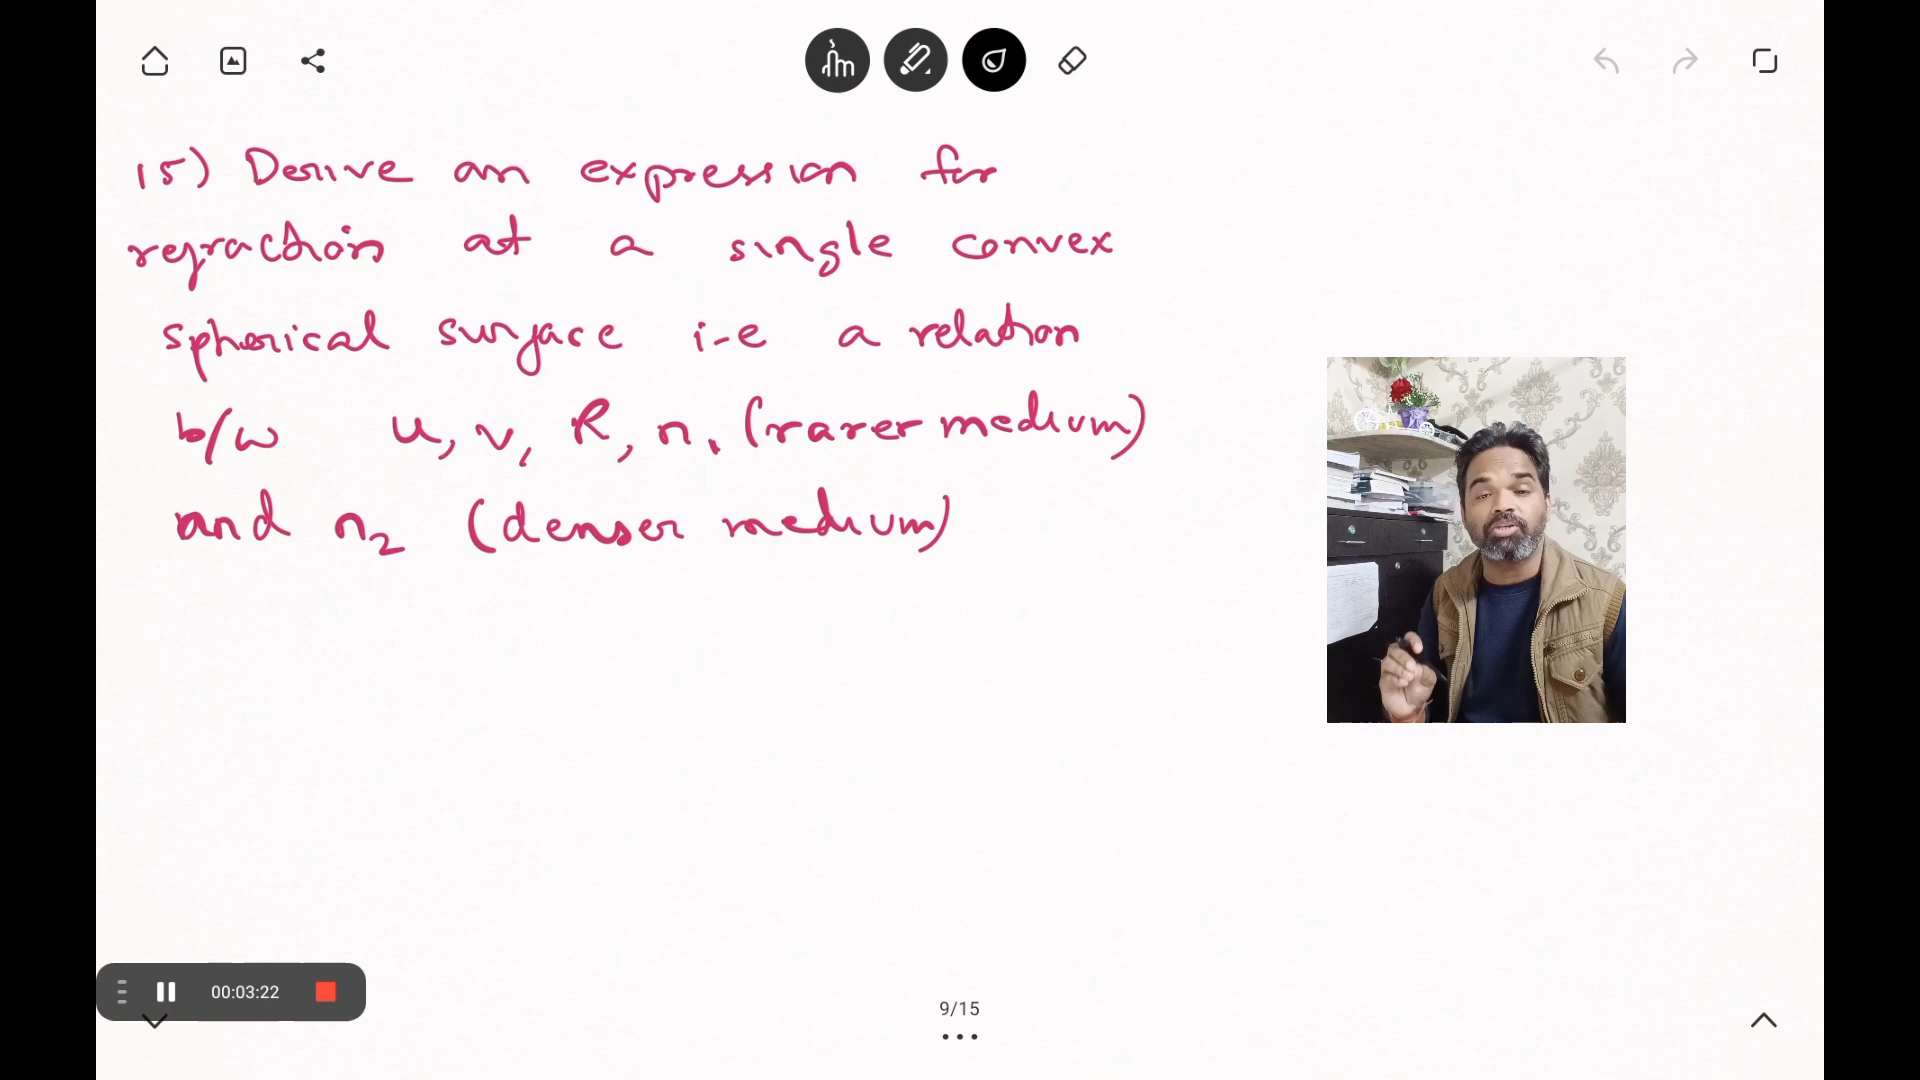 15) Derive an expression for
refraction at a single convex
spherical surface i-e a relation
b/w u, v, R, n, (rarer medium)
and n₂ (denser medium)
00:03:22
9/15